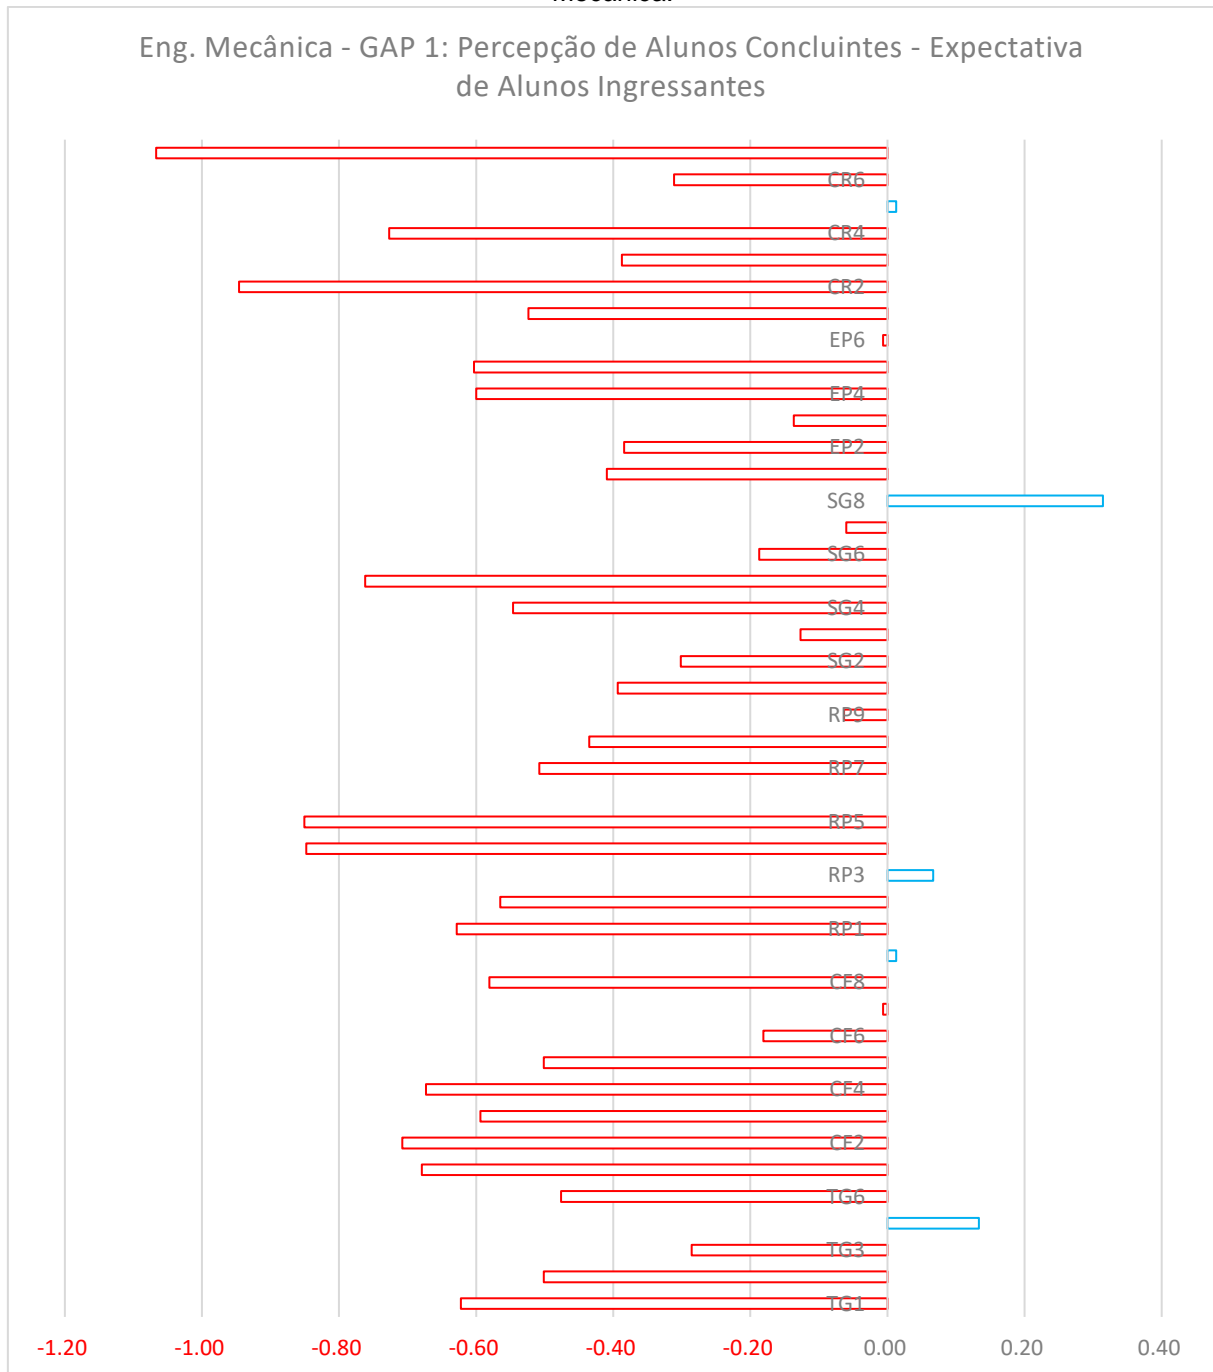 Mecânica.
Eng. Mecânica - GAP 1: Percepção de Alunos Concluintes - Expectativa
de Alunos Ingressantes
CR6
CR4
CR2
EP6
EP4
EP2
SG8
SG6
SG4
SG2
RP9
RP7
RP5
RP3
RP1
CF8
CF6
CF4
CF2
TG6
TG3
TG1
-1.20 -1.00 -0.80 -0.60 -0.40 -0.20 0.00 0.20 0.40